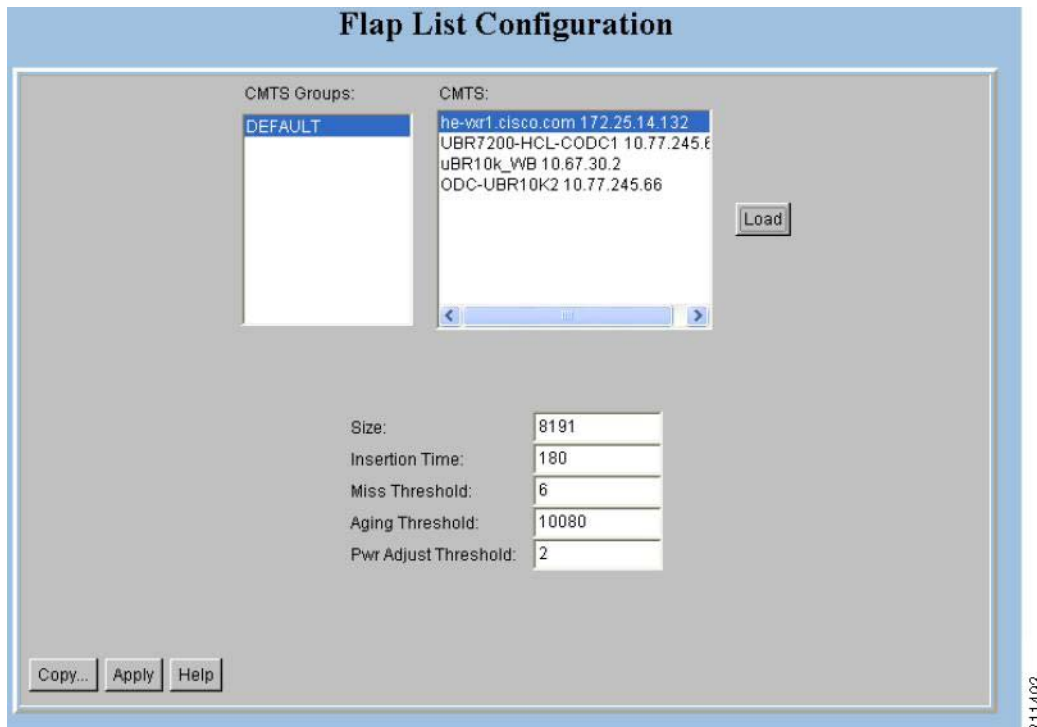 Flap List Configuration
CMTS Groups:
CMTS:
DEFAULT
he-vxr1.cisco.com 172.25.14.132
UBR7200-HCL-CODC1 10.77.245.
uBR10k_WB 10.67.30.2
ODC-UBR10K2 10.77.245.66
Load
Size: 8191
Insertion Time: 180
Miss Threshold: 6
Aging Threshold: 10080
Pwr Adjust Threshold: 2
Copy... Apply Help